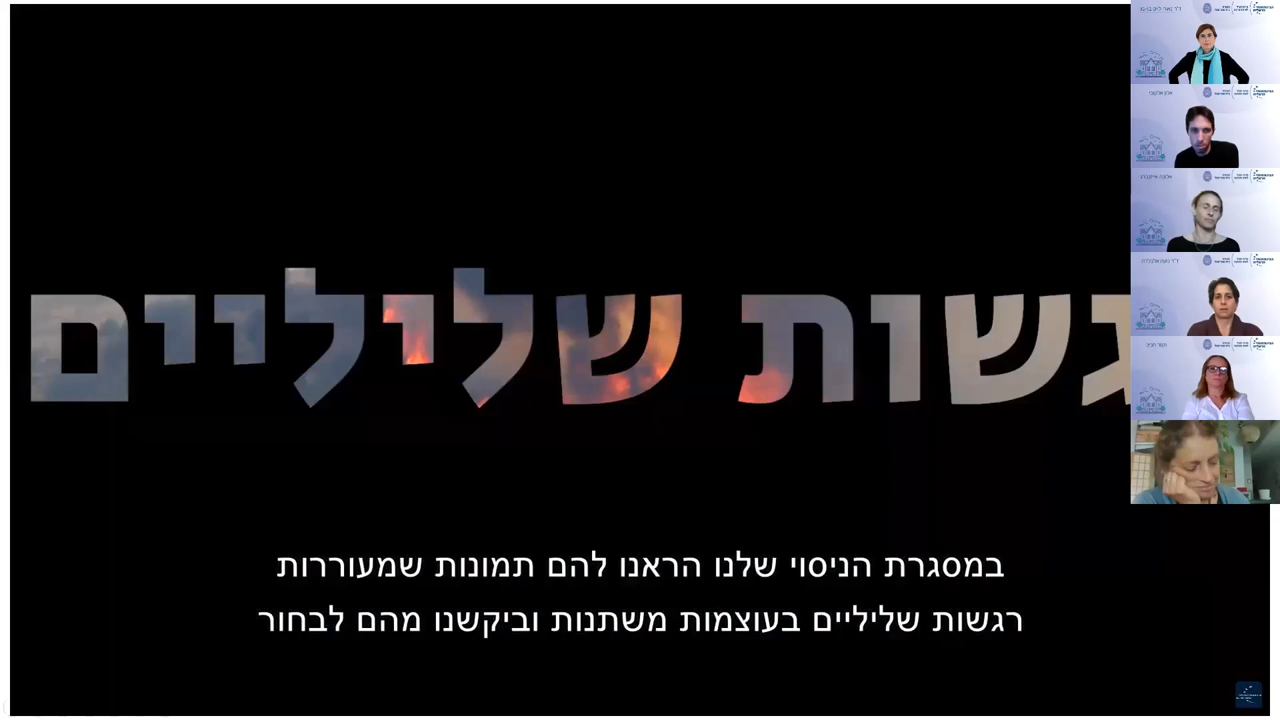 גשות שליליים
במסגרת הניסוי שלנו הראנו להם תמונות שמעוררות
רגשות שליליים בעוצמות משתנות וביקשנו מהם לבחור